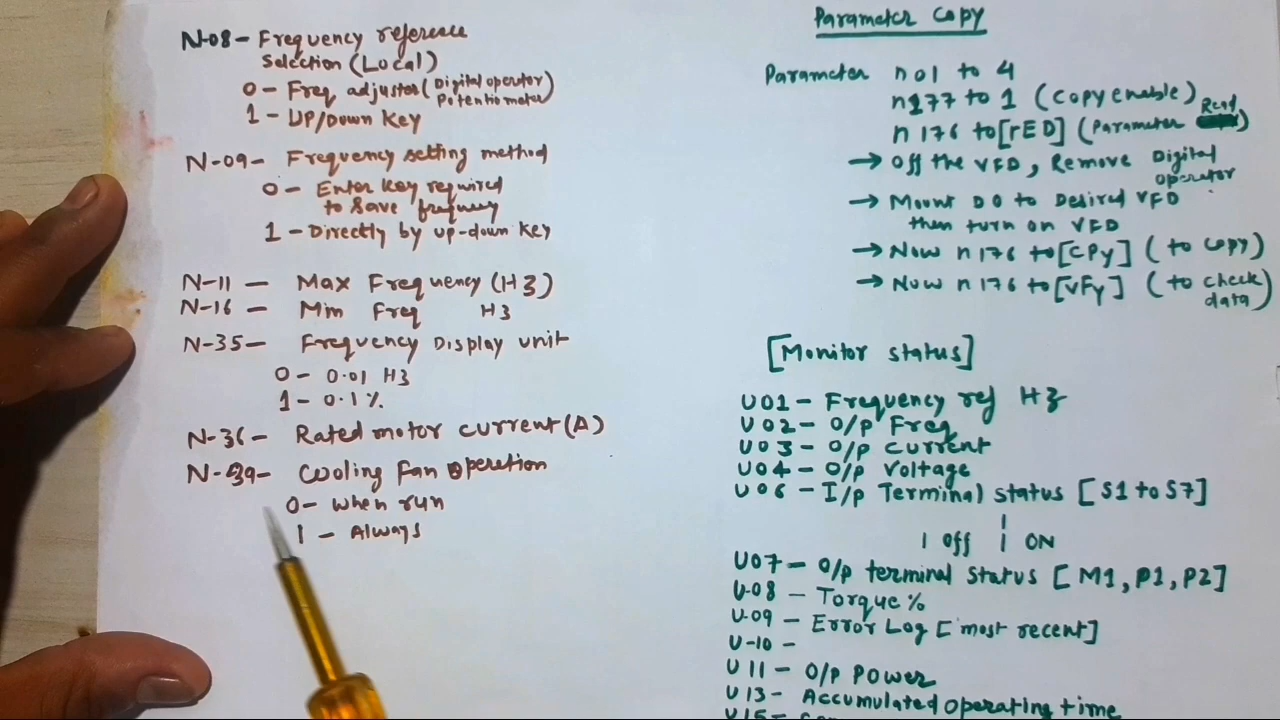 N-08 - Frequency reference
Selection (Local)
0 - Freq adjuster (Digital operator Potentiometer)
1 - UP/Down Key
N-09 - Frequency setting method
0 - Enter Key required
to save frequency
1 - Directly by up-down key
N-11 - Max Frequency (Hz)
N-16 - Min Freq Hz
N-35 - Frequency Display unit
0 - 0.01 Hz
1 - 0.1%
N-36 - Rated motor current (A)
N-39 - Cooling Fan Operation
0 - when run
1 - Always
Parameter Copy
Parameter n01 to 4
n177 to 1 (Copy enable)
n176 to [rED] (Parameter Read)
→ Off the VFD, Remove Digital operator
→ Mount DO to Desired VFD
then turn on VFD
→ Now n176 to [CPy] (to copy)
→ Now n176 to [vFy] (to check data)
[Monitor status]
U01 - Frequency ref Hz
U02 - O/p Freq
U03 - O/p current
U04 - O/p voltage
U06 - I/p Terminal status [S1 to S7]
| Off | ON
U07 - O/p terminal status [M1, P1, P2]
U-08 - Torque %
U-09 - Error Log [most recent]
U-10 -
U11 - O/p Power
U13 - Accumulated operating time
U15 -